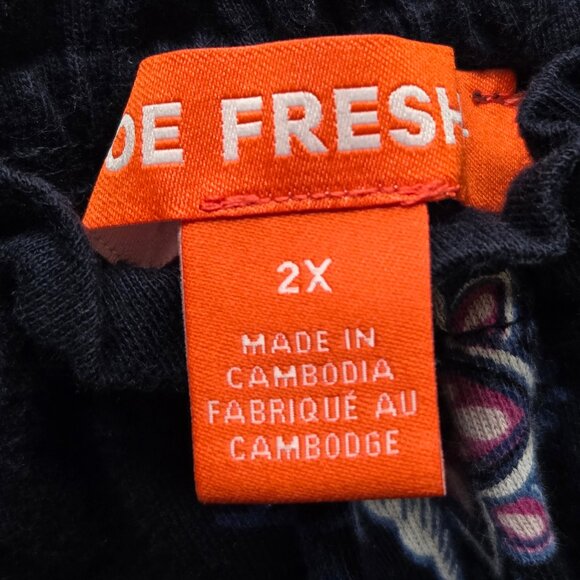 OE FRESH
2X
MADE IN
CAMBODIA
FABRIQUÉ AU
CAMBODGE